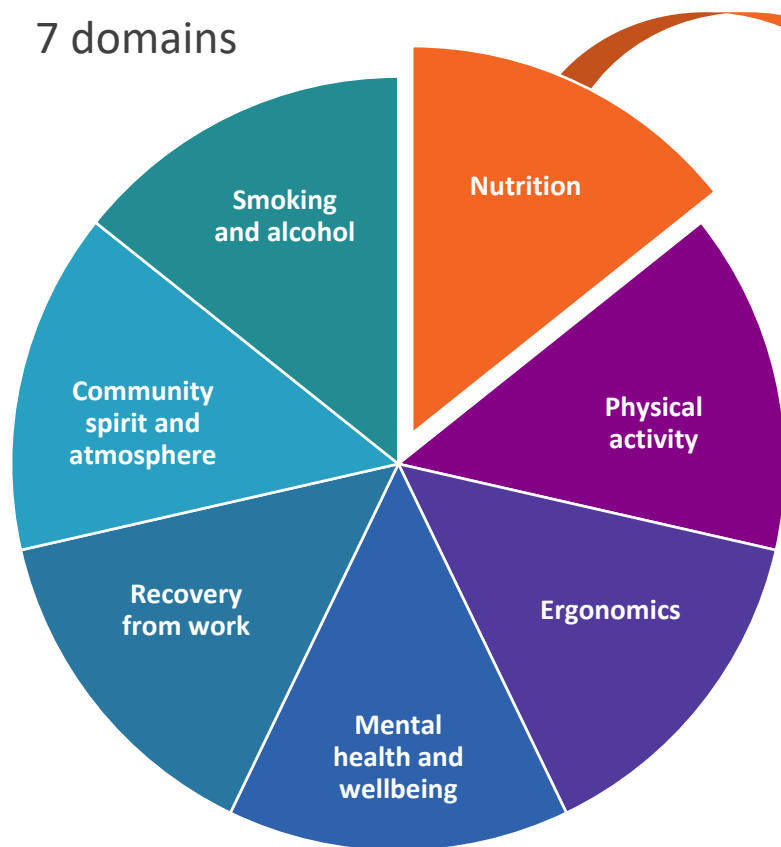 7 domains
Nutrition
Physical
activity
Ergonomics
Mental
health and
wellbeing
Recovery
from work
Community
spirit and
atmosphere
Smoking
and alcohol